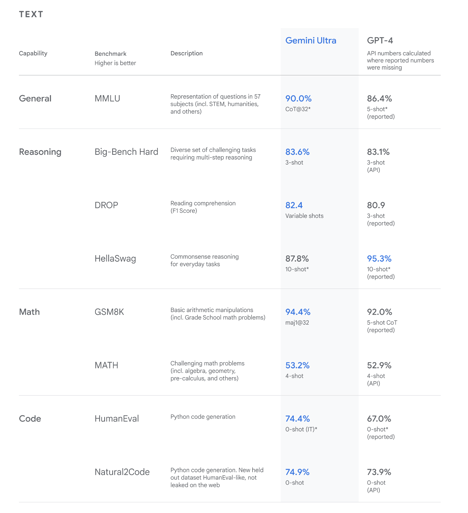 TEXT
Gemini Ultra
GPT-4
API numbers calculated
where reported numbers
were missing
Capability
Benchmark
Higher is better
Description
General
MMLU
Representation of questions in 57
subjects (incl. STEM, humanities,
and others)
90.0%
CoT@32*
86.4%
5-shot*
(reported)
Reasoning
Big-Bench Hard
Diverse set of challenging tasks
requiring multi-step reasoning
83.6%
3-shot
83.1%
3-shot
(API)
DROP
Reading comprehension
(F1 Score)
82.4
Variable shots
80.9
3-shot
(reported)
HellaSwag
Commonsense reasoning
for everyday tasks
87.8%
10-shot*
95.3%
10-shot*
(reported)
Math
GSM8K
Basic arithmetic manipulations
(incl. Grade School math problems)
94.4%
maj1@32
92.0%
5-shot CoT
(reported)
MATH
Challenging math problems
(incl. algebra, geometry,
pre-calculus, and others)
53.2%
4-shot
52.9%
4-shot
(API)
Code
HumanEval
Python code generation
74.4%
0-shot (IT)*
67.0%
0-shot*
(reported)
Natural2Code
Python code generation. New held
out dataset HumanEval-like, not
leaked on the web
74.9%
0-shot
73.9%
0-shot
(API)